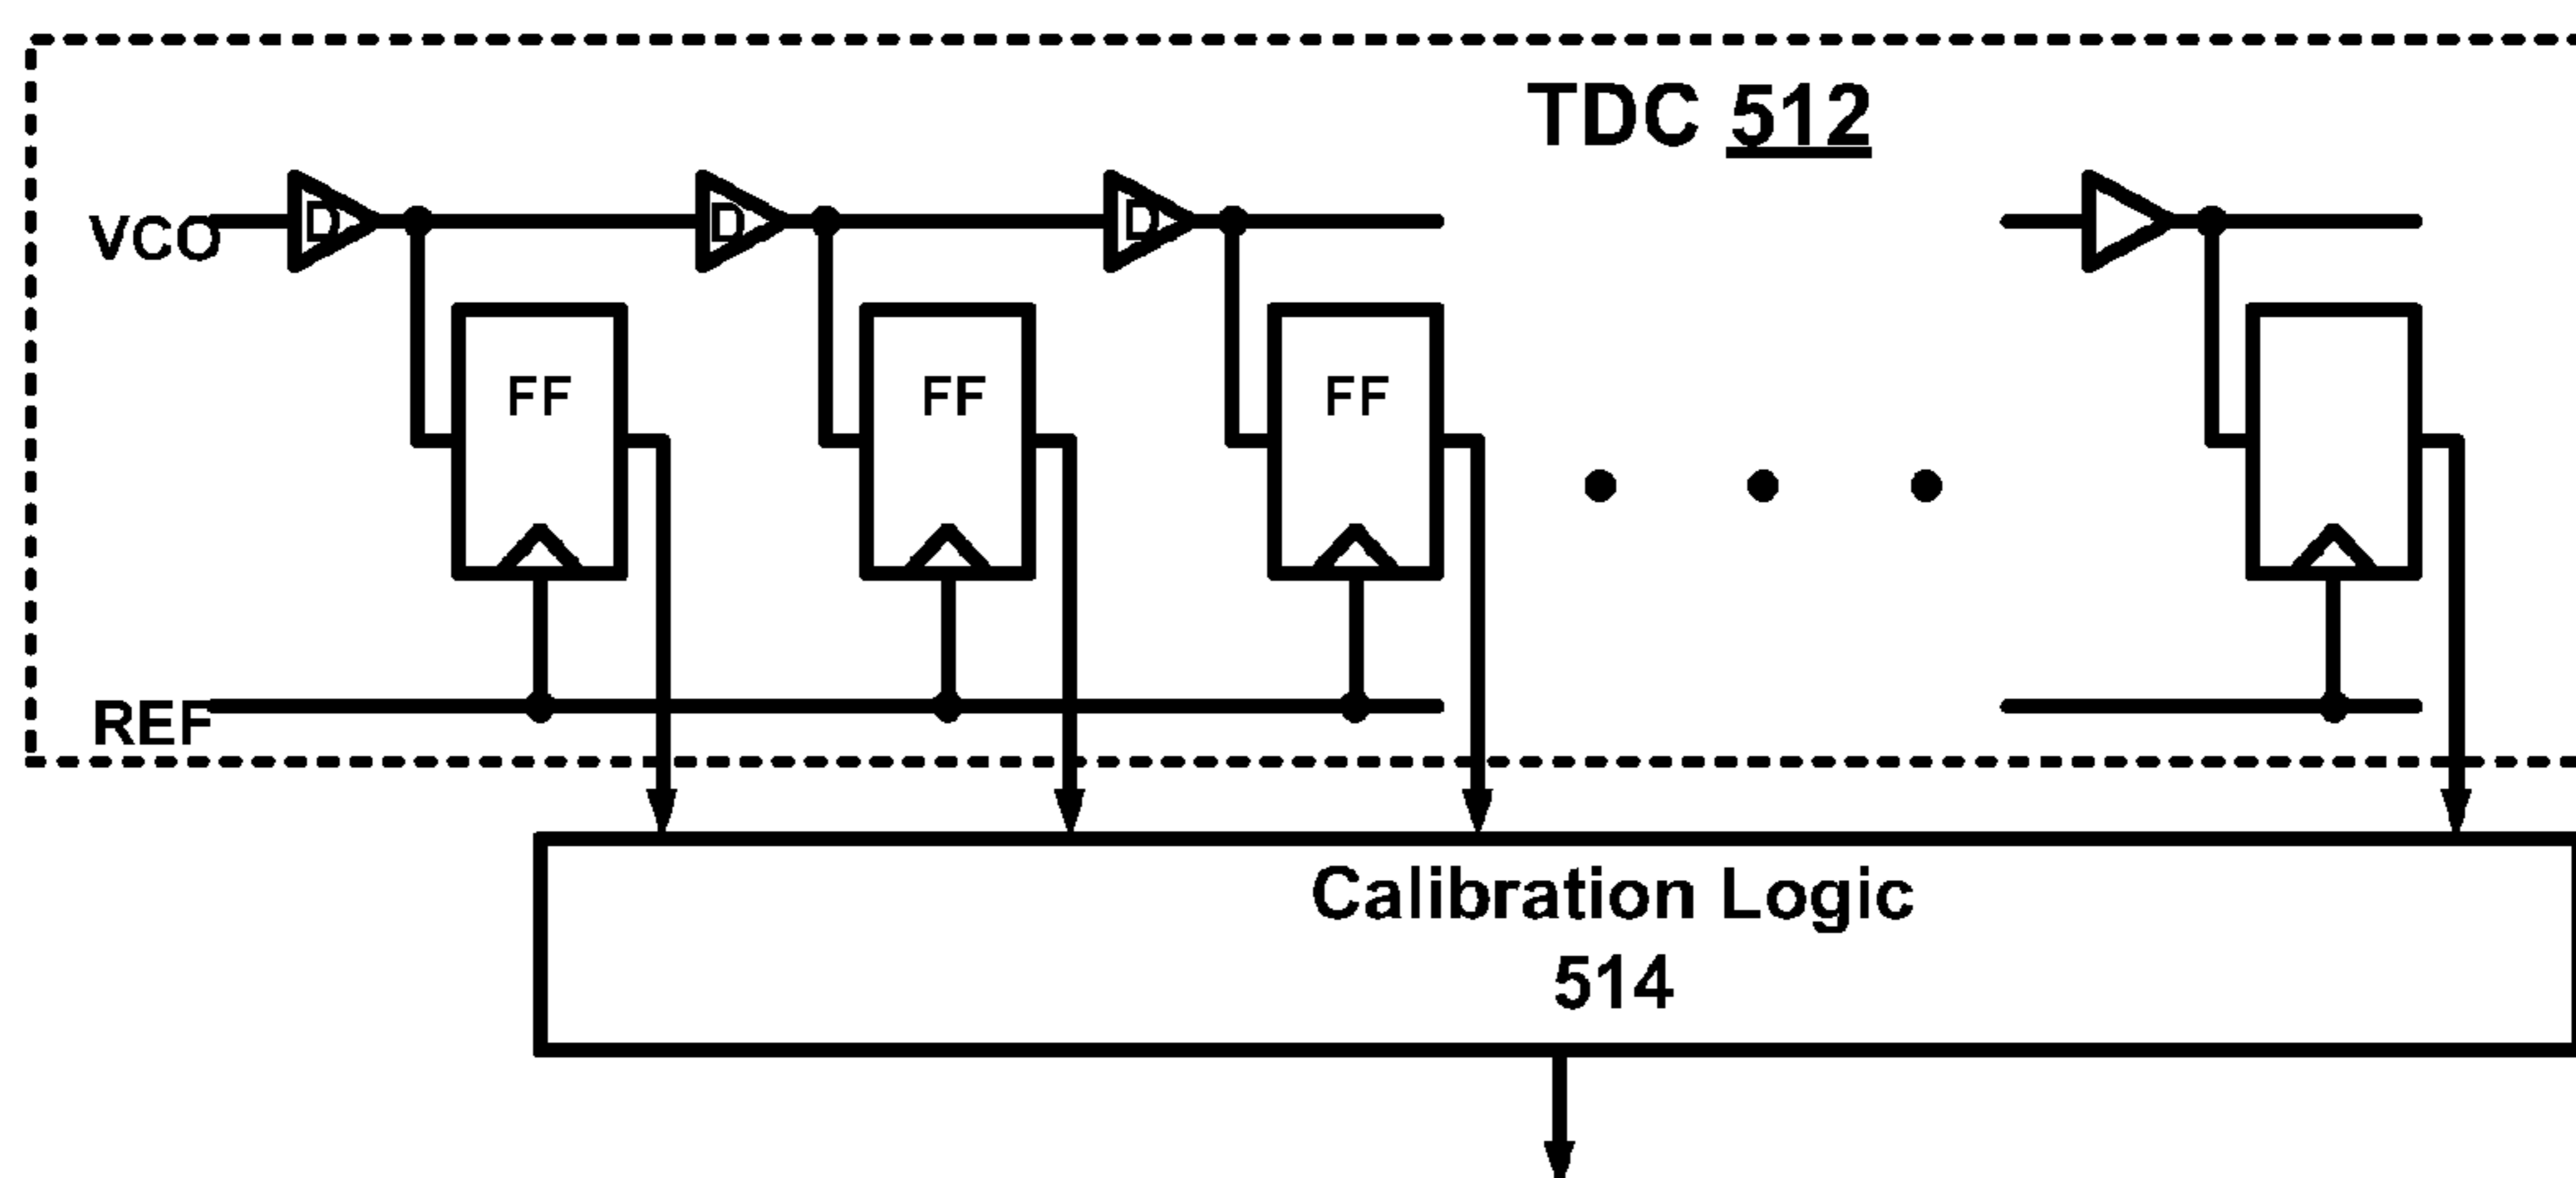 TDC 512
VCO D D D
FF FF FF
REF
Calibration Logic
514